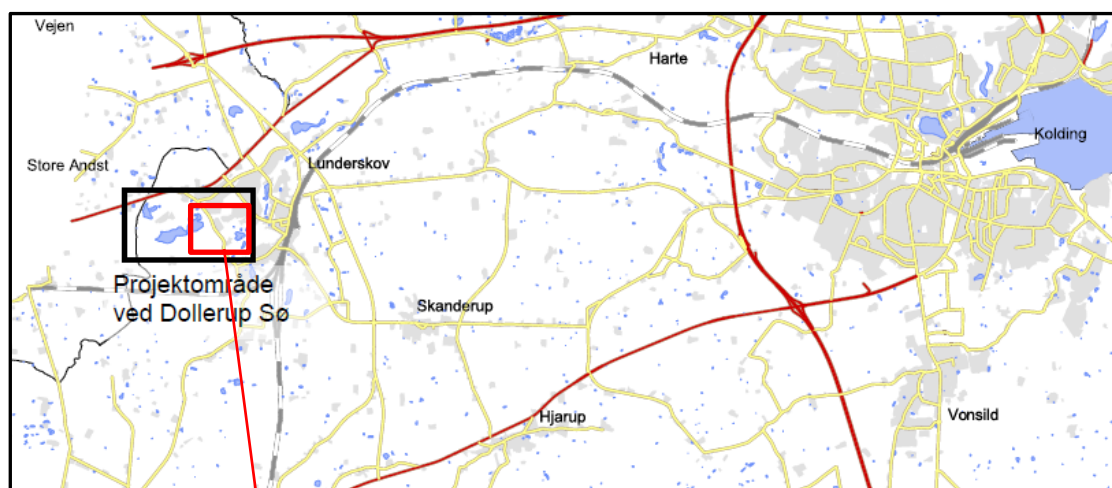 Vejen
Harte
Kolding
Store Andst
Lunderskov
Projektområde
ved Dollerup Sø
Skanderup
Hjarup
Vonsild